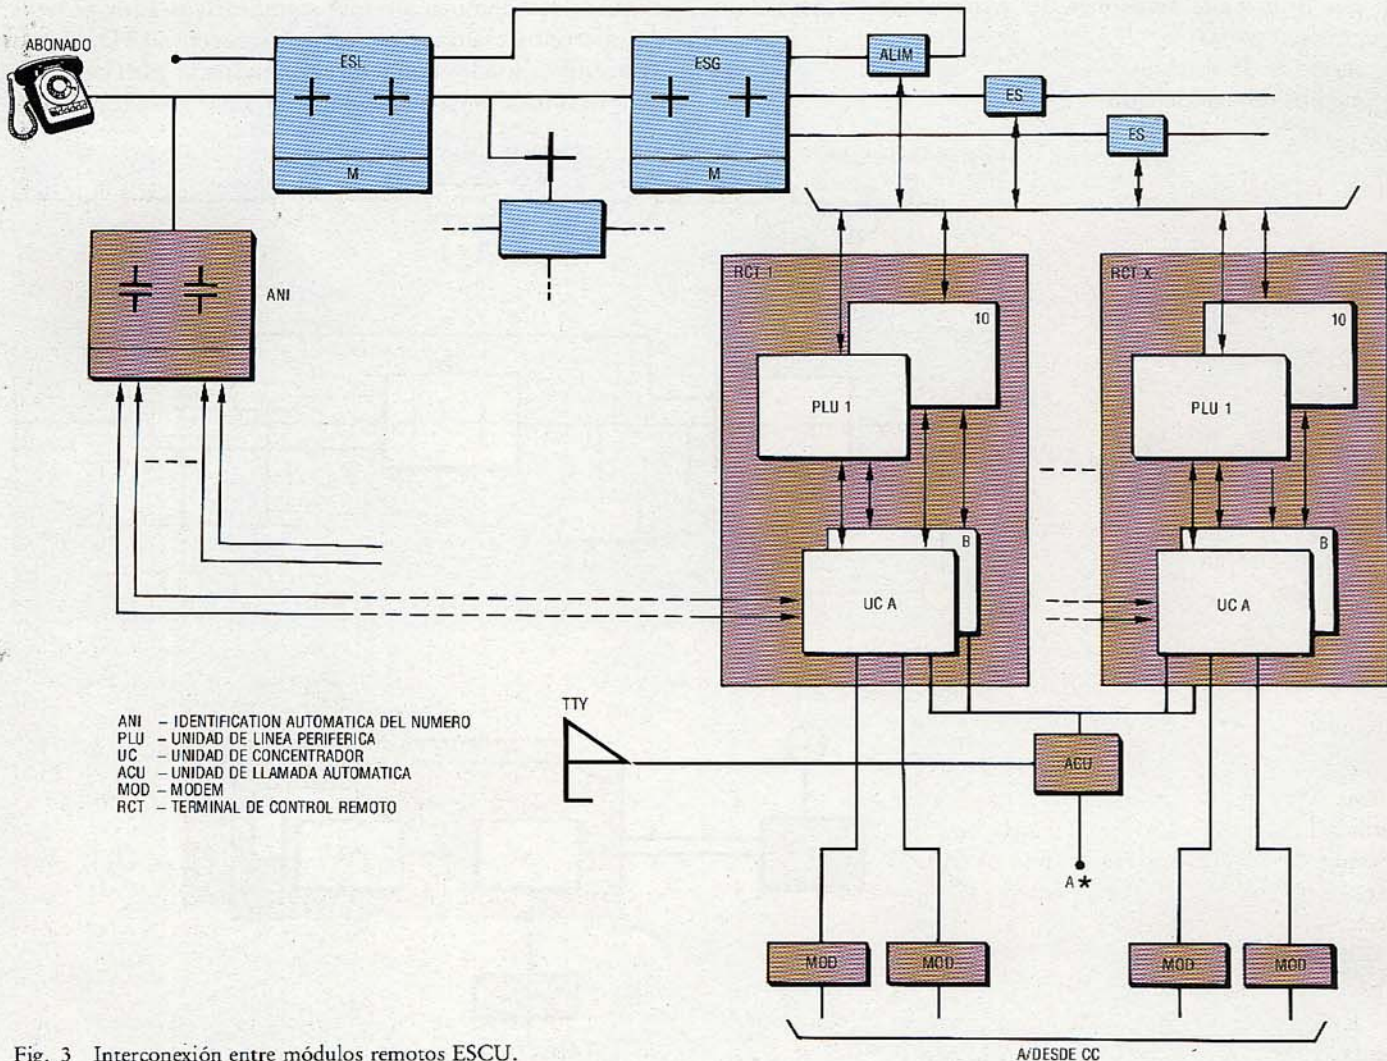 ABONADO
ESL
M
ESG
M
ALIM
ES
ES
ANI
RCT 1
10
PLU 1
B
UC A
RCT X
10
PLU 1
B
UC A
ANI – IDENTIFICATION AUTOMATICA DEL NUMERO
PLU – UNIDAD DE LINEA PERIFERICA
UC – UNIDAD DE CONCENTRADOR
ACU – UNIDAD DE LLAMADA AUTOMATICA
MOD – MODEM
RCT – TERMINAL DE CONTROL REMOTO
TTY
ACU
A*
MOD
MOD
MOD
MOD
A/DESDE CC
Fig. 3 Interconexión entre módulos remotos ESCU.